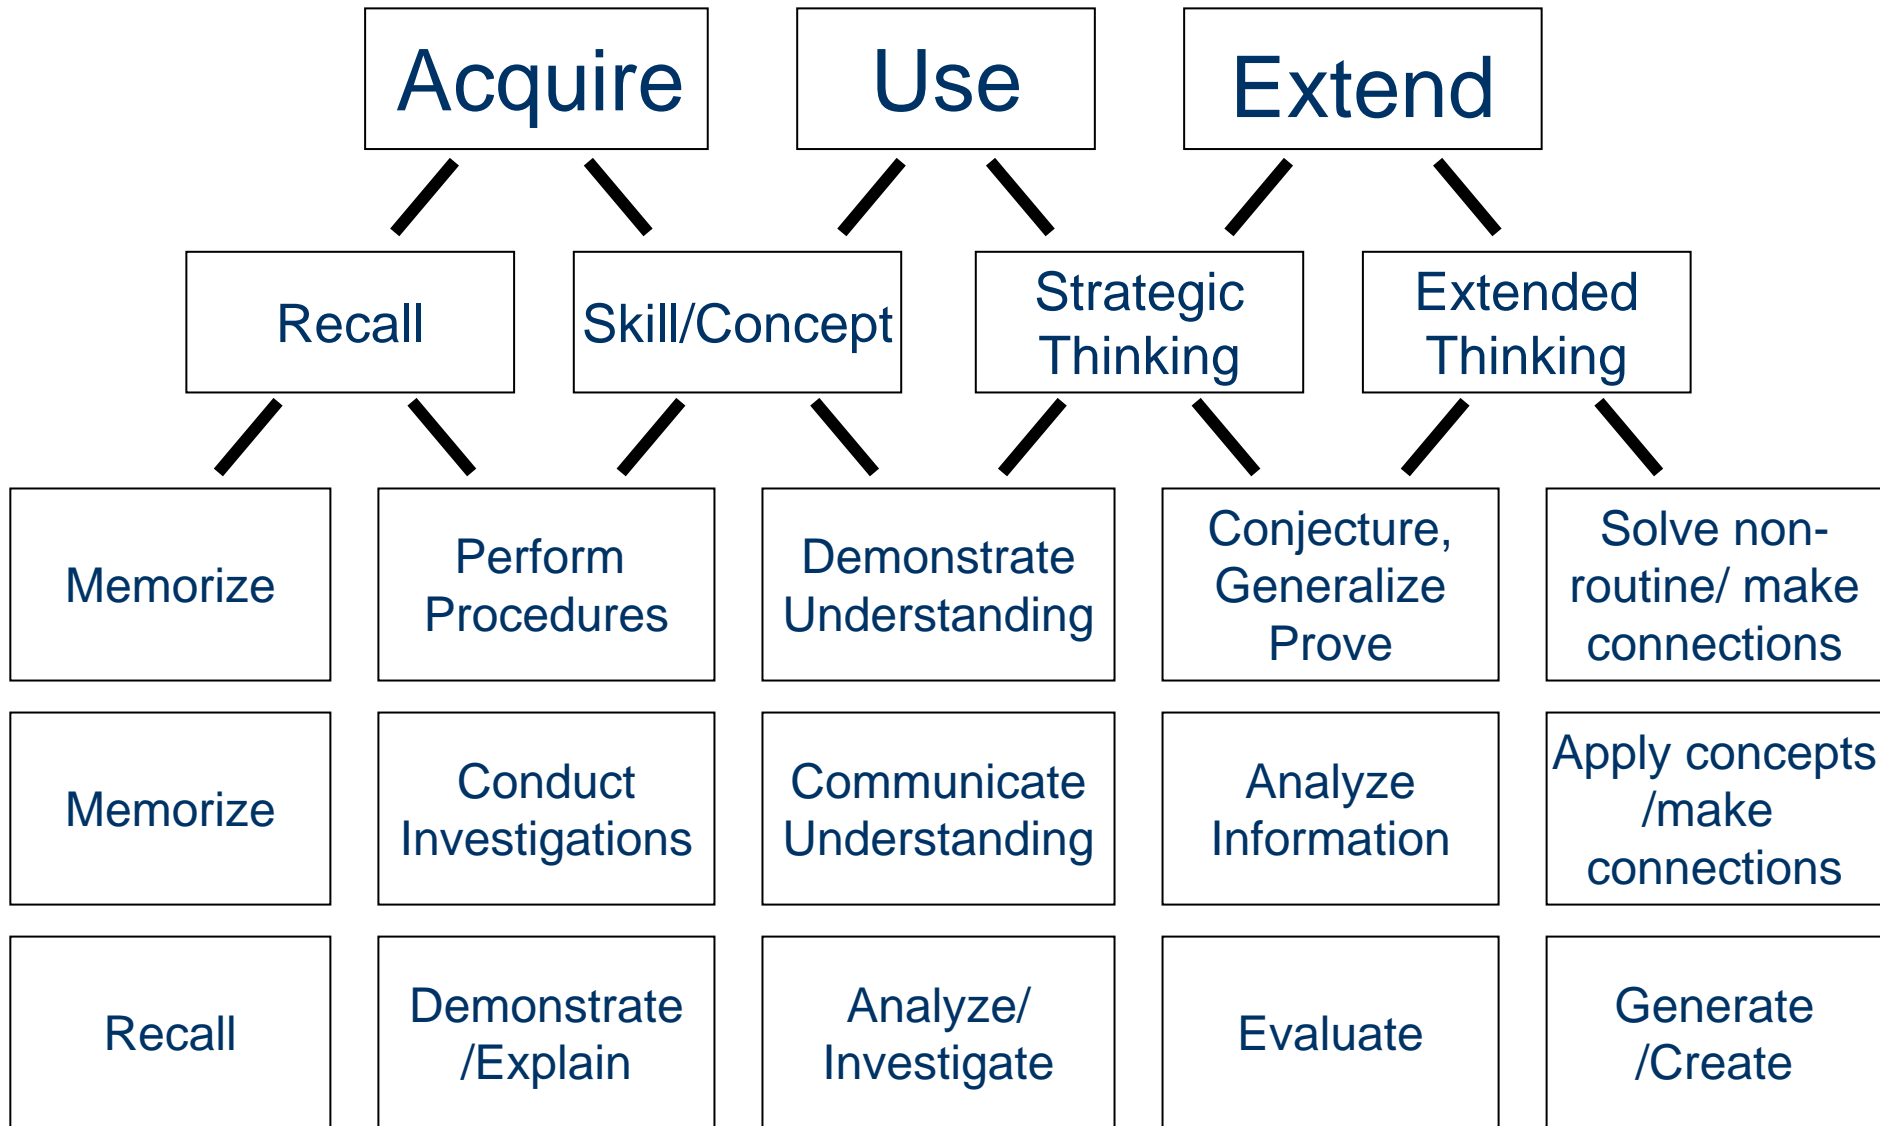 Acquire
Use
Extend
Recall
Skill/Concept
Strategic
Thinking
Extended
Thinking
Memorize
Perform
Procedures
Demonstrate
Understanding
Conjecture,
Generalize
Prove
Solve non-
routine/ make
connections
Memorize
Conduct
Investigations
Communicate
Understanding
Analyze
Information
Apply concepts
/make
connections
Recall
Demonstrate
/Explain
Analyze/
Investigate
Evaluate
Generate
/Create